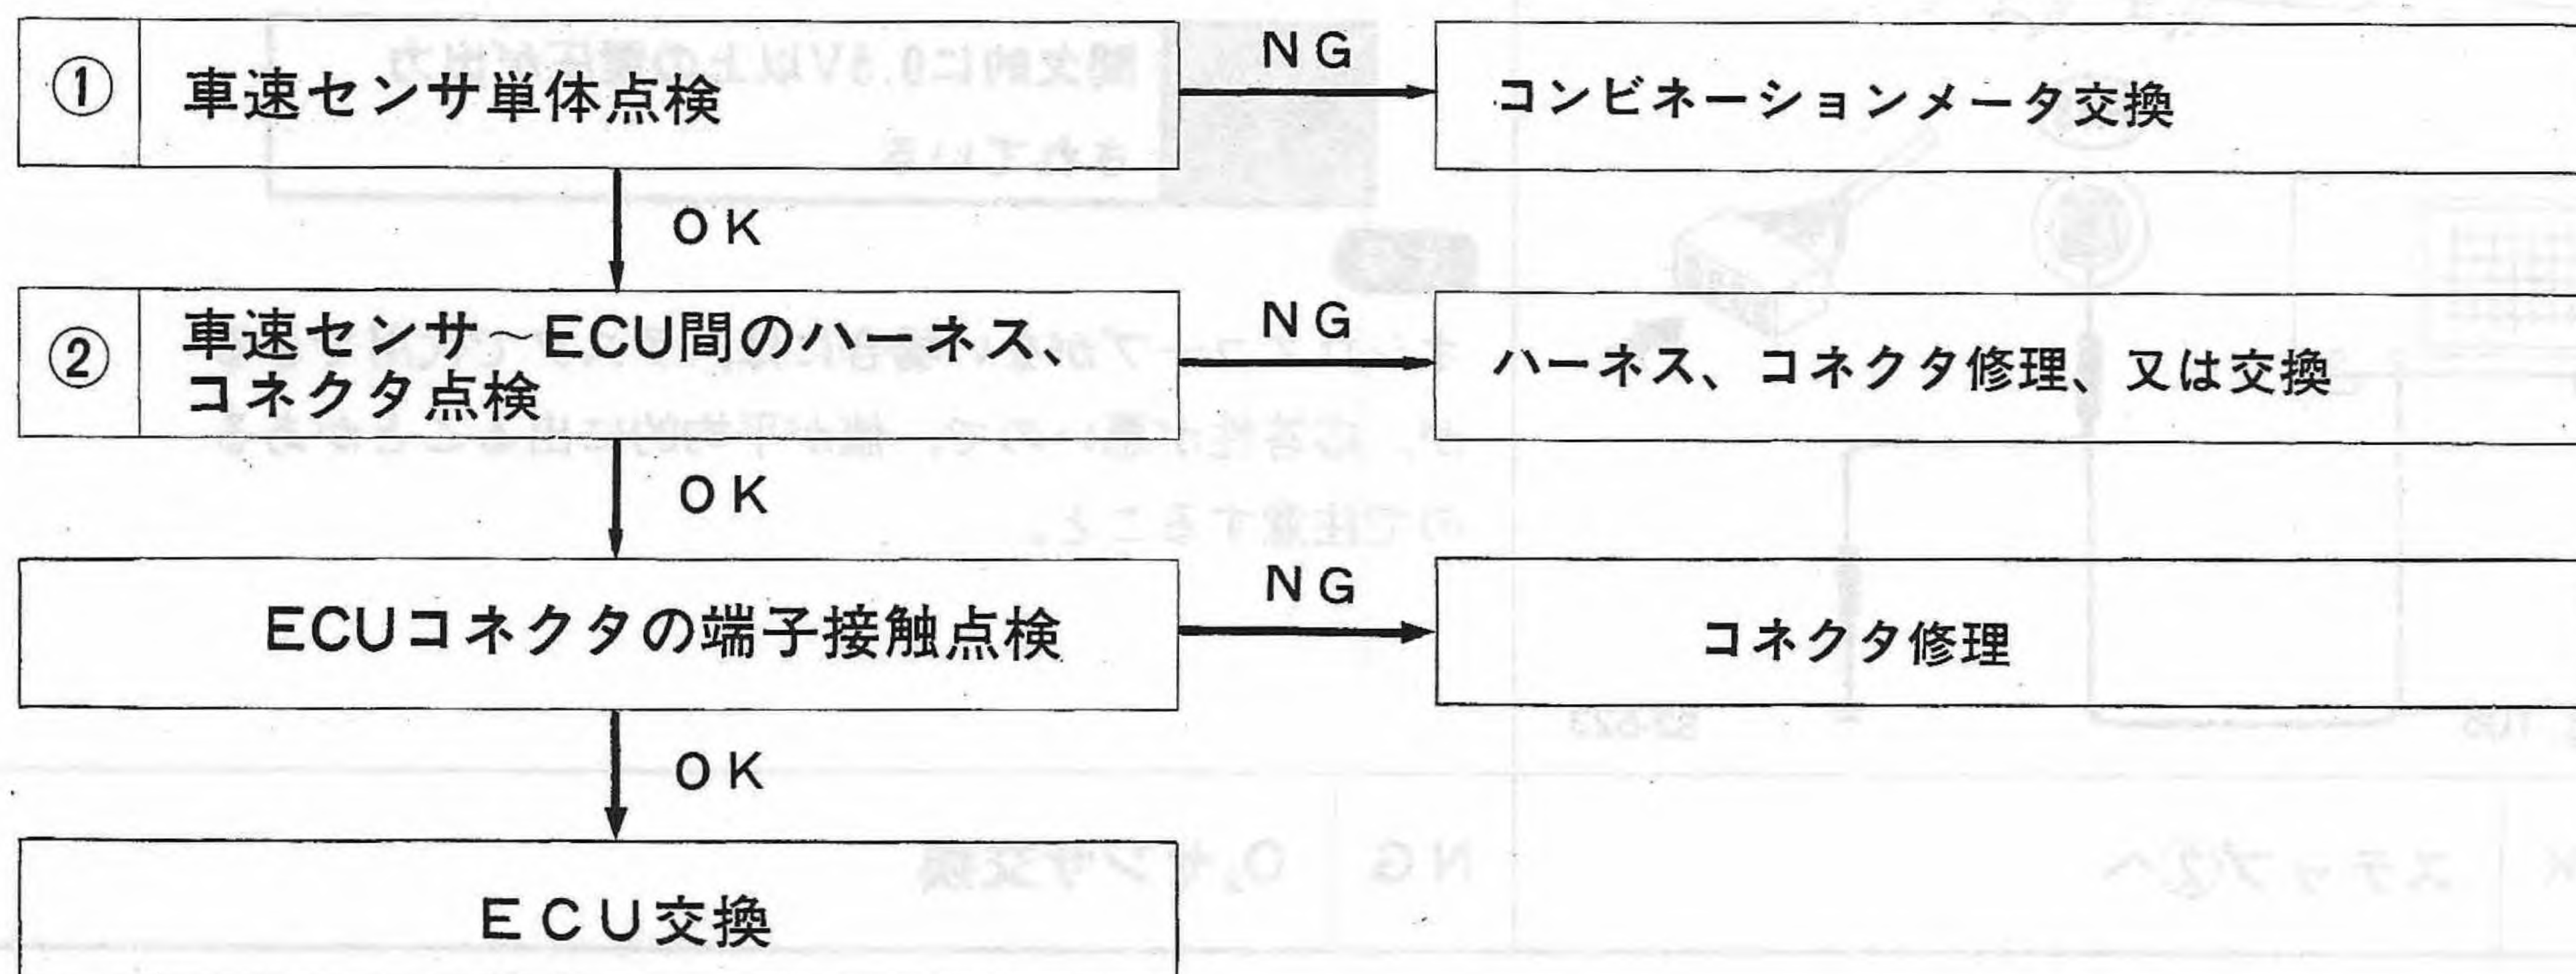 ① 車速センサ単体点検
NG
コンビネーションメータ交換
OK
② 車速センサ～ECU間のハーネス、
コネクタ点検
NG
ハーネス、コネクタ修理、又は交換
OK
ECUコネクタの端子接触点検
NG
コネクタ修理
OK
ECU交換